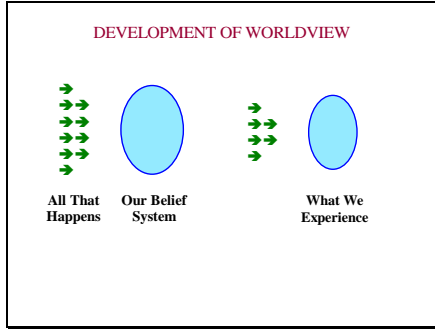 DEVELOPMENT OF WORLDVIEW
All That
Happens
Our Belief
System
What We
Experience